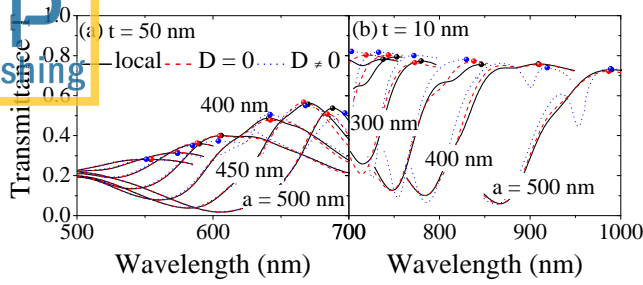 1.0
0.8
0.6
0.4
0.2
0.0
Transmittance
(a) t = 50 nm
(b) t = 10 nm
local D = 0 D ≠ 0
shing
400 nm
450 nm
a = 500 nm
300 nm
400 nm
a = 500 nm
500 600 700
800 900 1000
Wavelength (nm) Wavelength (nm)